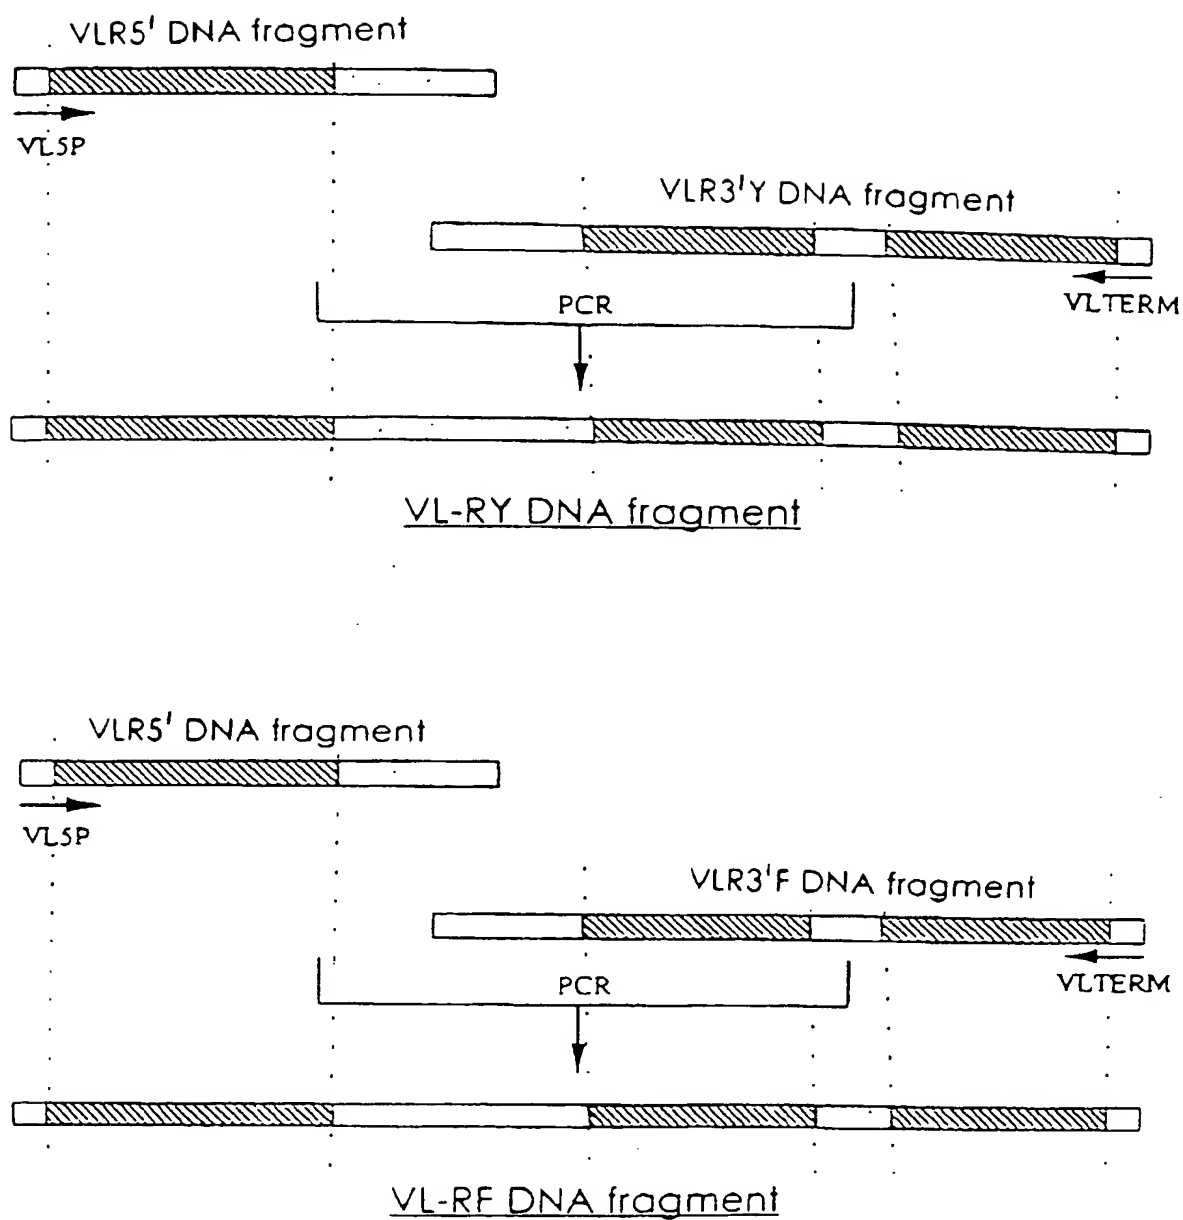 VLR5' DNA fragment
VL5P
VLR3'Y DNA fragment
VLTERM
PCR
VL-RY DNA fragment
VLR5' DNA fragment
VL5P
VLR3'F DNA fragment
VLTERM
PCR
VL-RF DNA fragment